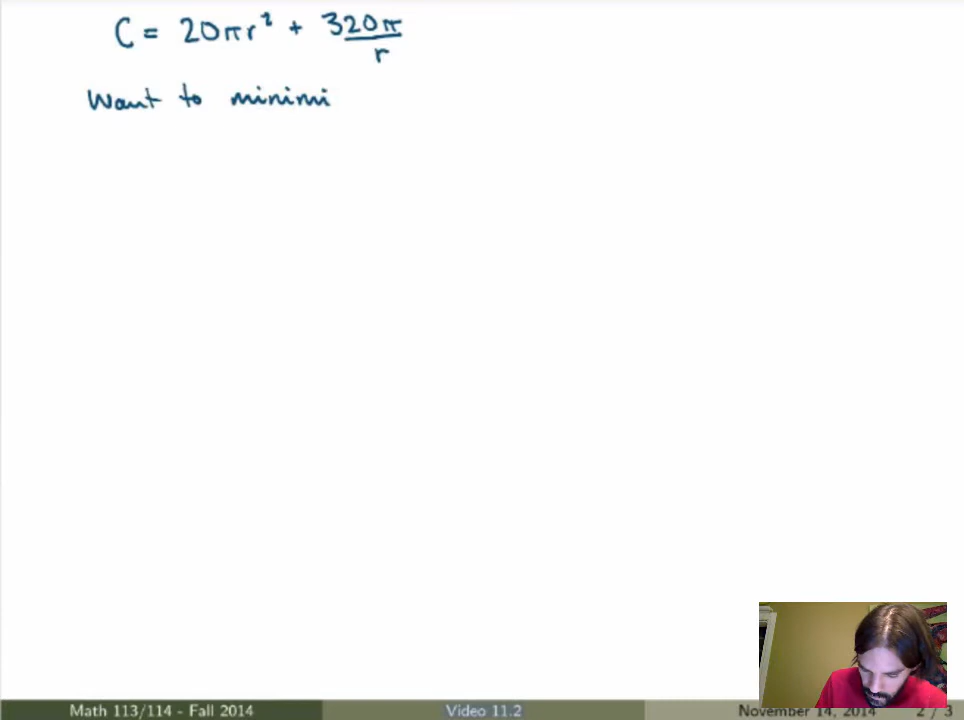 C = 20πr² + 320π/r
Want to minimi
Math 113/114 - Fall 2014
Video 11.2
November 14, 2014
2 / 3